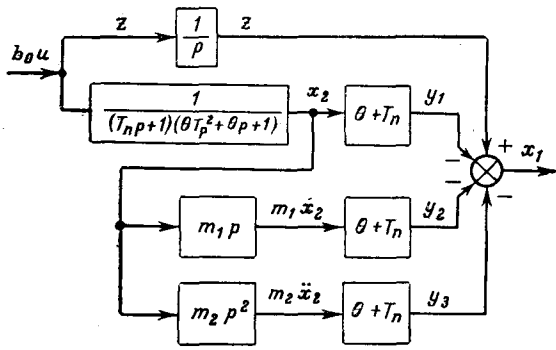 ż 1/p z
b₀u
1 x₂ θ+Tₙ y₁
(Tₙp+1)(θT²ₚ+θp+1) + x₁
−
−
−
m₁p m₁ẋ₂ θ+Tₙ y₂
m₂p² m₂ẍ₂ θ+Tₙ y₃